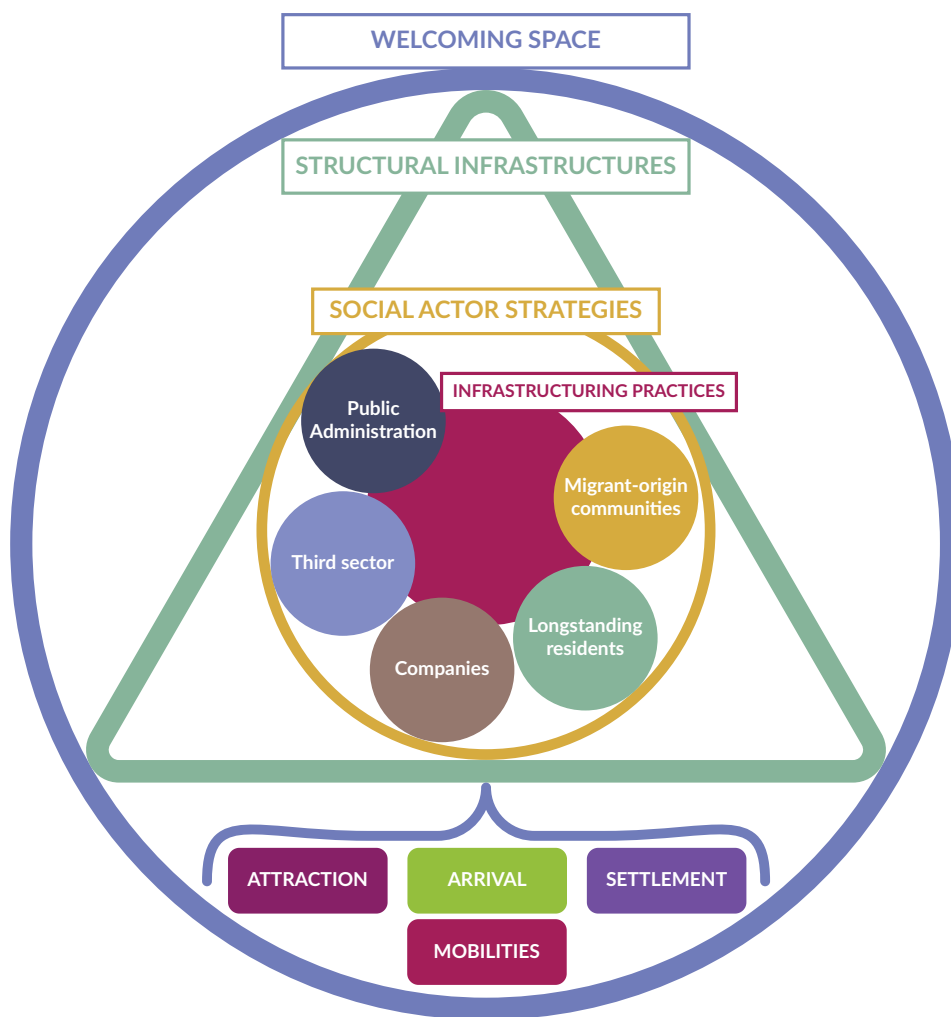 WELCOMING SPACE
STRUCTURAL INFRASTRUCTURES
SOCIAL ACTOR STRATEGIES
INFRASTRUCTURING PRACTICES
Public
Administration
Migrant-origin
communities
Third sector
Longstanding
residents
Companies
ATTRACTION
ARRIVAL
SETTLEMENT
MOBILITIES